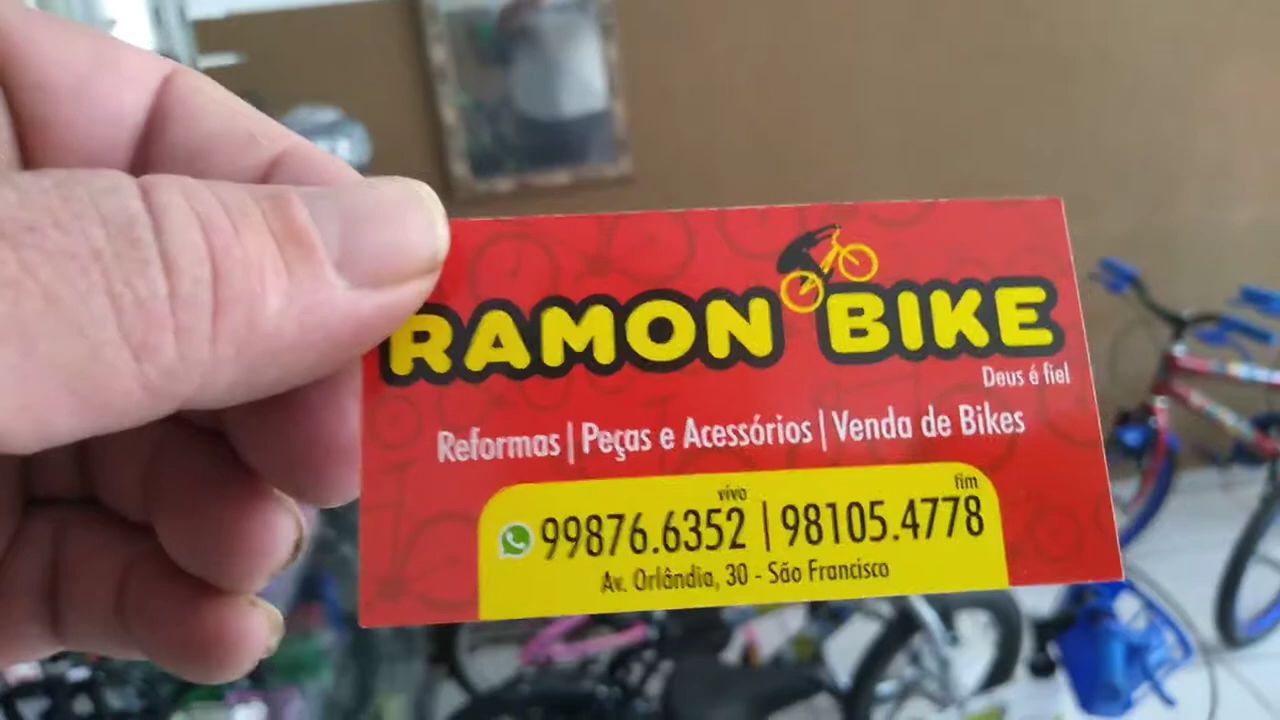 RAMON BIKE
Deus é fiel
Reformas | Peças e Acessórios | Venda de Bikes
vivo tim
99876.6352 | 98105.4778
Av. Orlândia, 30 - São Francisco